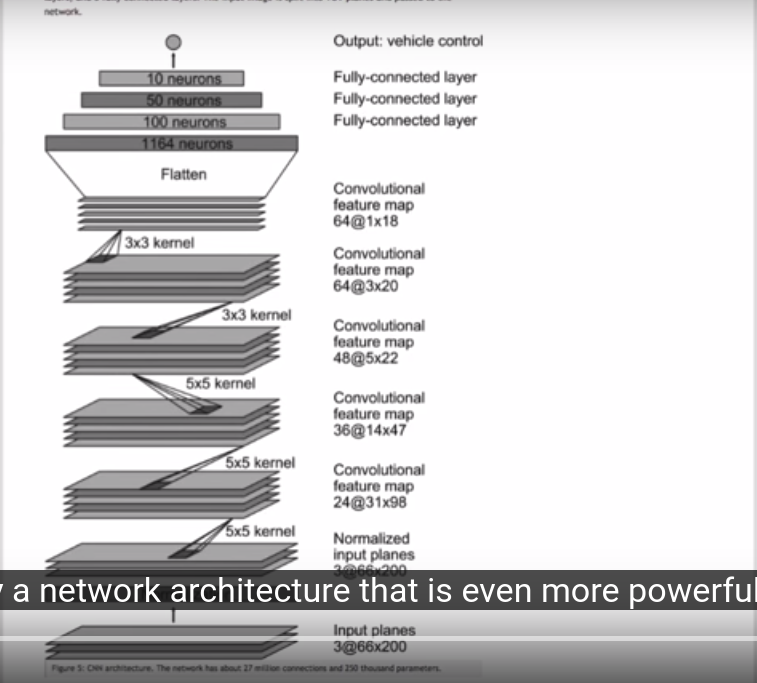 network.
Output: vehicle control
10 neurons
Fully-connected layer
50 neurons
Fully-connected layer
100 neurons
Fully-connected layer
1164 neurons
Flatten
Convolutional
feature map
64@1x18
3x3 kernel
Convolutional
feature map
64@3x20
3x3 kernel
Convolutional
feature map
48@5x22
5x5 kernel
Convolutional
feature map
36@14x47
5x5 kernel
Convolutional
feature map
24@31x98
5x5 kernel
Normalized
input planes
3@66x200
a network architecture that is even more powerful
Input planes
3@66x200
Figure 5: CNN architecture. The network has about 27 million connections and 250 thousand parameters.